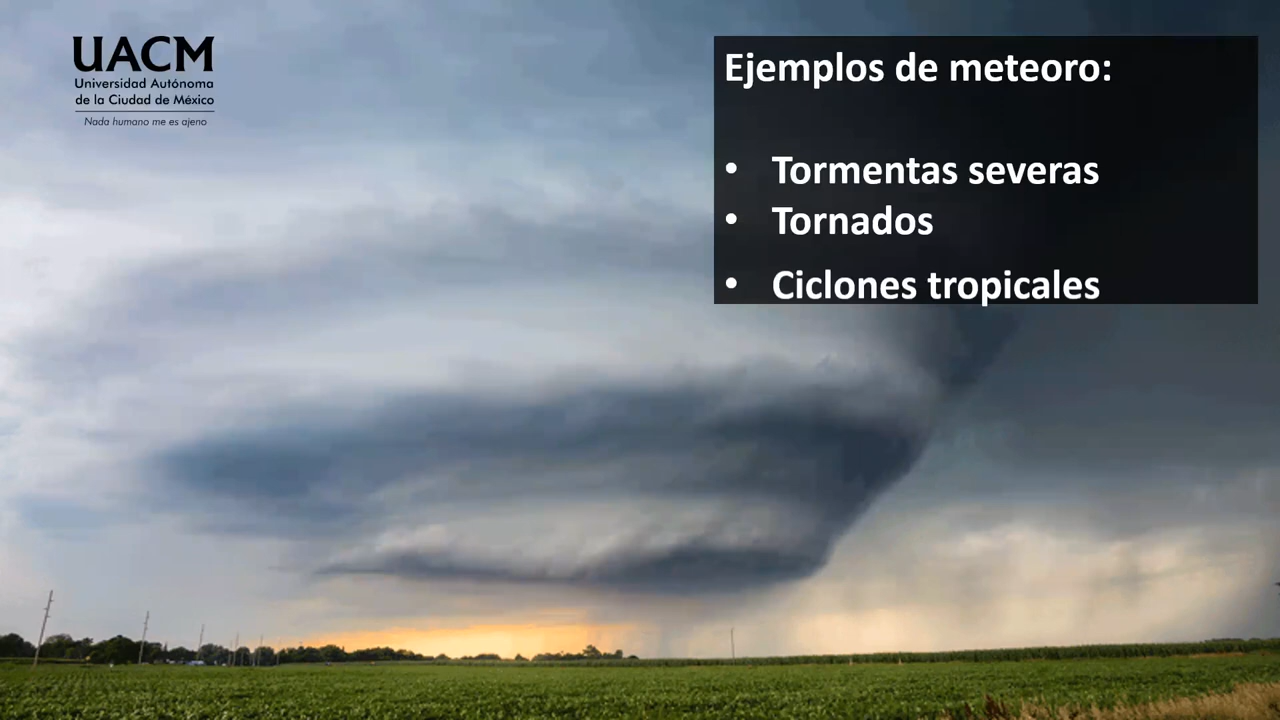 UACM
Universidad Autónoma
de la Ciudad de México
Nada humano me es ajeno
Ejemplos de meteoro:
• Tormentas severas
• Tornados
• Ciclones tropicales